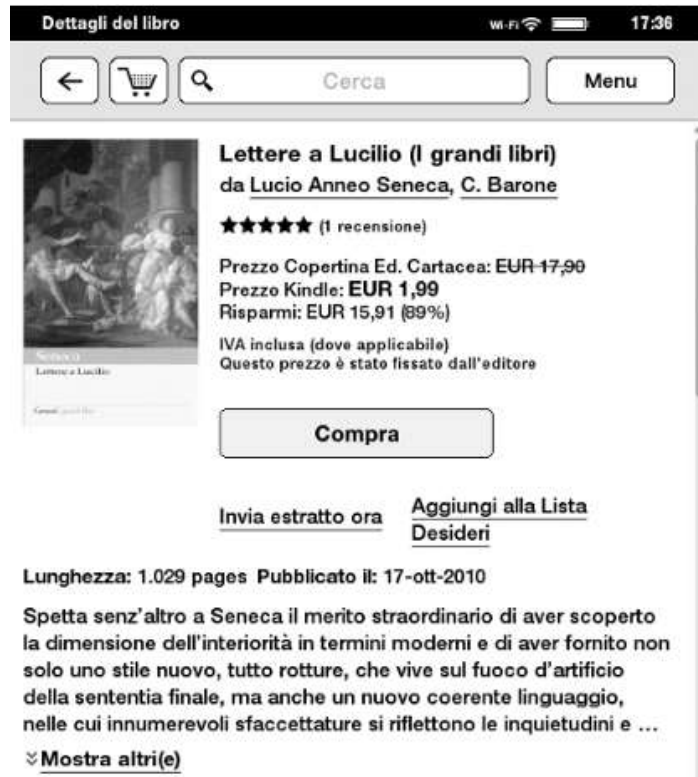 Dettagli del libro
Wi-Fi 17:36
Cerca
Menu
Lettere a Lucilio (I grandi libri)
da Lucio Anneo Seneca, C. Barone
(1 recensione)
Prezzo Copertina Ed. Cartacea: EUR 17,90
Prezzo Kindle: EUR 1,99
Risparmi: EUR 15,91 (89%)
IVA inclusa (dove applicabile)
Questo prezzo è stato fissato dall'editore
Seneca
Lettere a Lucilio
Compra
Invia estratto ora
Aggiungi alla Lista
Desideri
Lunghezza: 1.029 pages Pubblicato il: 17-ott-2010
Spetta senz'altro a Seneca il merito straordinario di aver scoperto
la dimensione dell'interiorità in termini moderni e di aver fornito non
solo uno stile nuovo, tutto rotture, che vive sul fuoco d'artificio
della sententia finale, ma anche un nuovo coerente linguaggio,
nelle cui innumerevoli sfaccettature si riflettono le inquietudini e ...
Mostra altri(e)